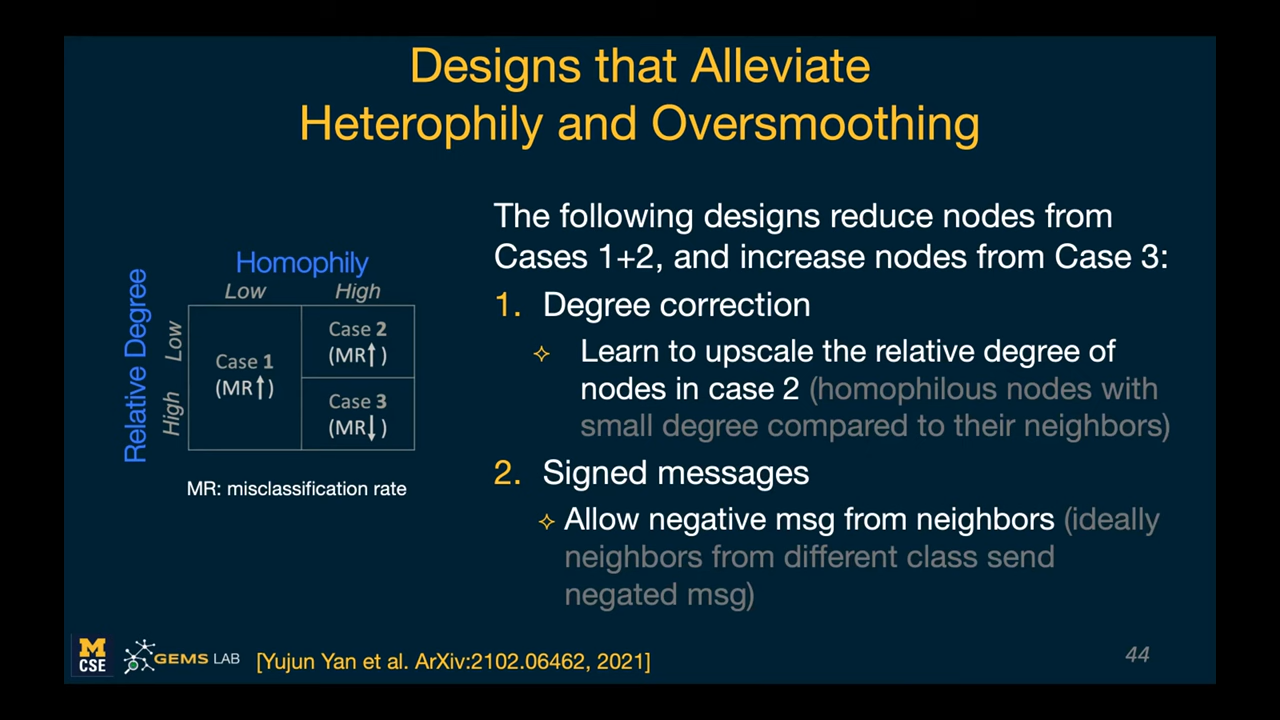 Designs that Alleviate
Heterophily and Oversmoothing
The following designs reduce nodes from
Cases 1+2, and increase nodes from Case 3:
1. Degree correction
✧ Learn to upscale the relative degree of
nodes in case 2 (homophilous nodes with
small degree compared to their neighbors)
2. Signed messages
✧ Allow negative msg from neighbors (ideally
neighbors from different class send
negated msg)
Homophily
Low High
Relative Degree
Low
High
Case 1
(MR↑)
Case 2
(MR↑)
Case 3
(MR↓)
MR: misclassification rate
M
CSE
GEMS LAB
[Yujun Yan et al. ArXiv:2102.06462, 2021]
44